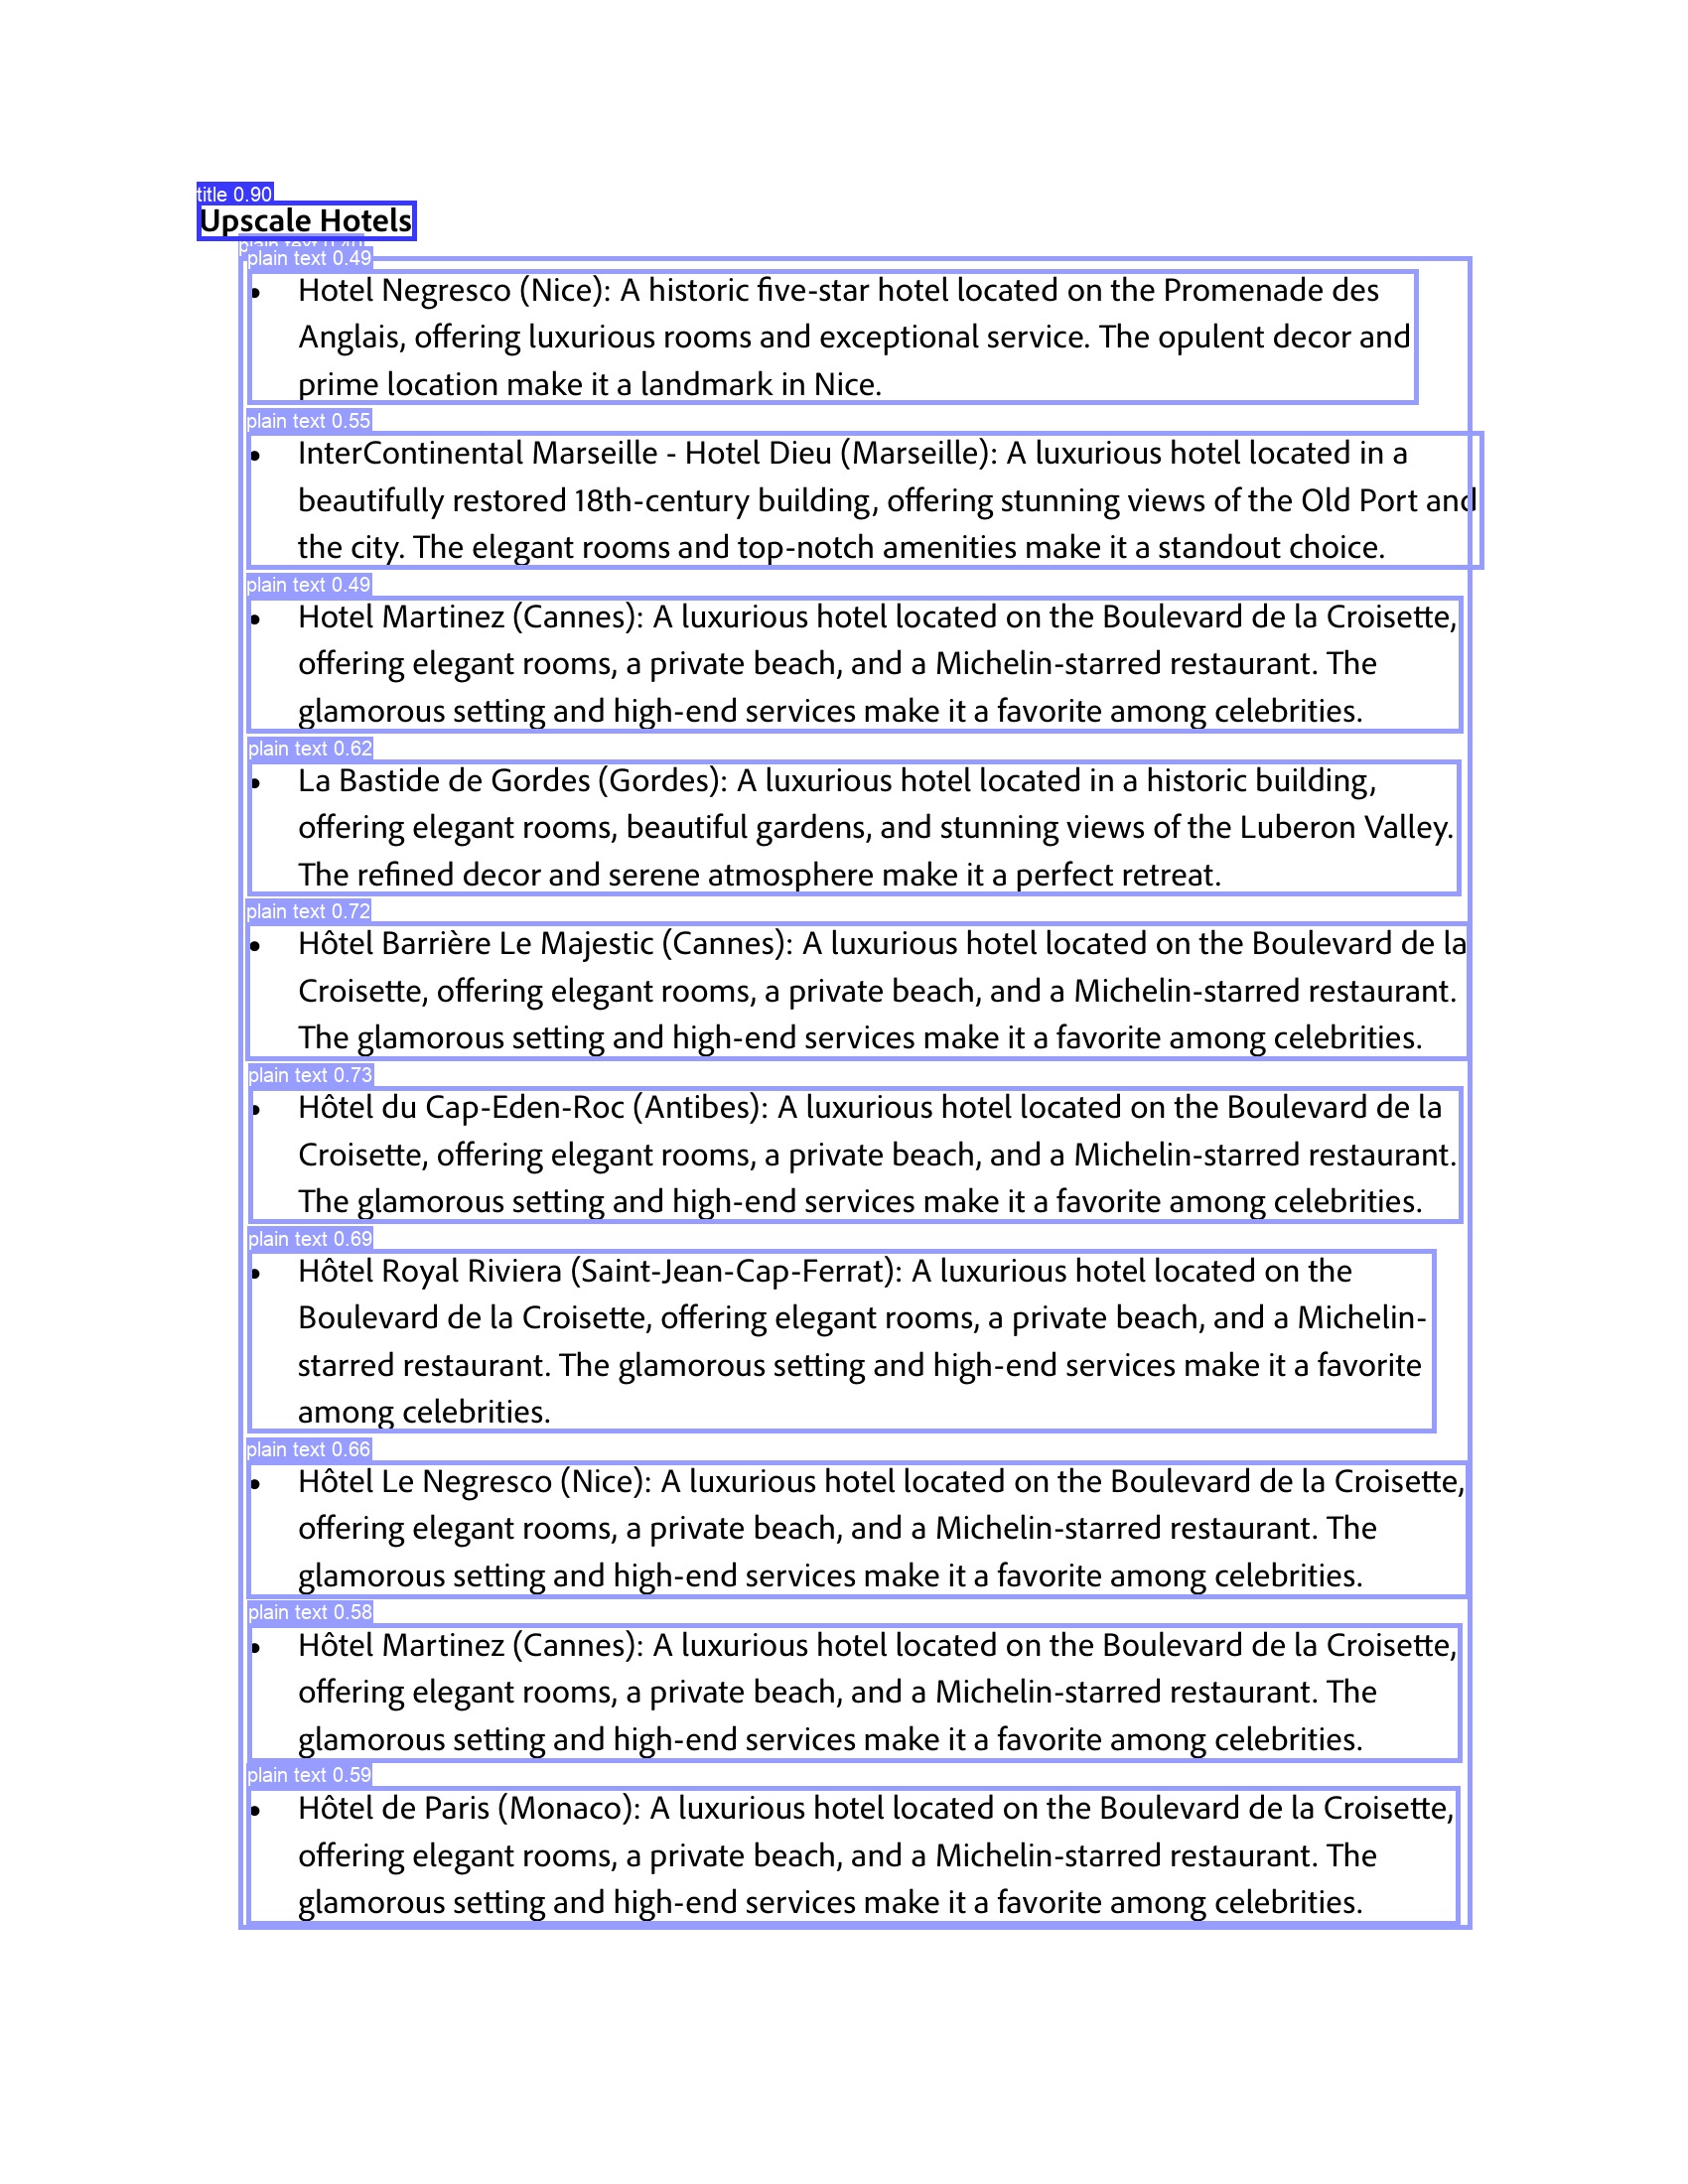 title 0.90
Upscale Hotels
plain text 0.40
plain text 0.49
• Hotel Negresco (Nice): A historic five-star hotel located on the Promenade des
Anglais, offering luxurious rooms and exceptional service. The opulent decor and
prime location make it a landmark in Nice.
plain text 0.55
• InterContinental Marseille - Hotel Dieu (Marseille): A luxurious hotel located in a
beautifully restored 18th-century building, offering stunning views of the Old Port and
the city. The elegant rooms and top-notch amenities make it a standout choice.
plain text 0.49
• Hotel Martinez (Cannes): A luxurious hotel located on the Boulevard de la Croisette,
offering elegant rooms, a private beach, and a Michelin-starred restaurant. The
glamorous setting and high-end services make it a favorite among celebrities.
plain text 0.62
• La Bastide de Gordes (Gordes): A luxurious hotel located in a historic building,
offering elegant rooms, beautiful gardens, and stunning views of the Luberon Valley.
The refined decor and serene atmosphere make it a perfect retreat.
plain text 0.72
• Hôtel Barrière Le Majestic (Cannes): A luxurious hotel located on the Boulevard de la
Croisette, offering elegant rooms, a private beach, and a Michelin-starred restaurant.
The glamorous setting and high-end services make it a favorite among celebrities.
plain text 0.73
• Hôtel du Cap-Eden-Roc (Antibes): A luxurious hotel located on the Boulevard de la
Croisette, offering elegant rooms, a private beach, and a Michelin-starred restaurant.
The glamorous setting and high-end services make it a favorite among celebrities.
plain text 0.69
• Hôtel Royal Riviera (Saint-Jean-Cap-Ferrat): A luxurious hotel located on the
Boulevard de la Croisette, offering elegant rooms, a private beach, and a Michelin-
starred restaurant. The glamorous setting and high-end services make it a favorite
among celebrities.
plain text 0.66
• Hôtel Le Negresco (Nice): A luxurious hotel located on the Boulevard de la Croisette,
offering elegant rooms, a private beach, and a Michelin-starred restaurant. The
glamorous setting and high-end services make it a favorite among celebrities.
plain text 0.58
• Hôtel Martinez (Cannes): A luxurious hotel located on the Boulevard de la Croisette,
offering elegant rooms, a private beach, and a Michelin-starred restaurant. The
glamorous setting and high-end services make it a favorite among celebrities.
plain text 0.59
• Hôtel de Paris (Monaco): A luxurious hotel located on the Boulevard de la Croisette,
offering elegant rooms, a private beach, and a Michelin-starred restaurant. The
glamorous setting and high-end services make it a favorite among celebrities.